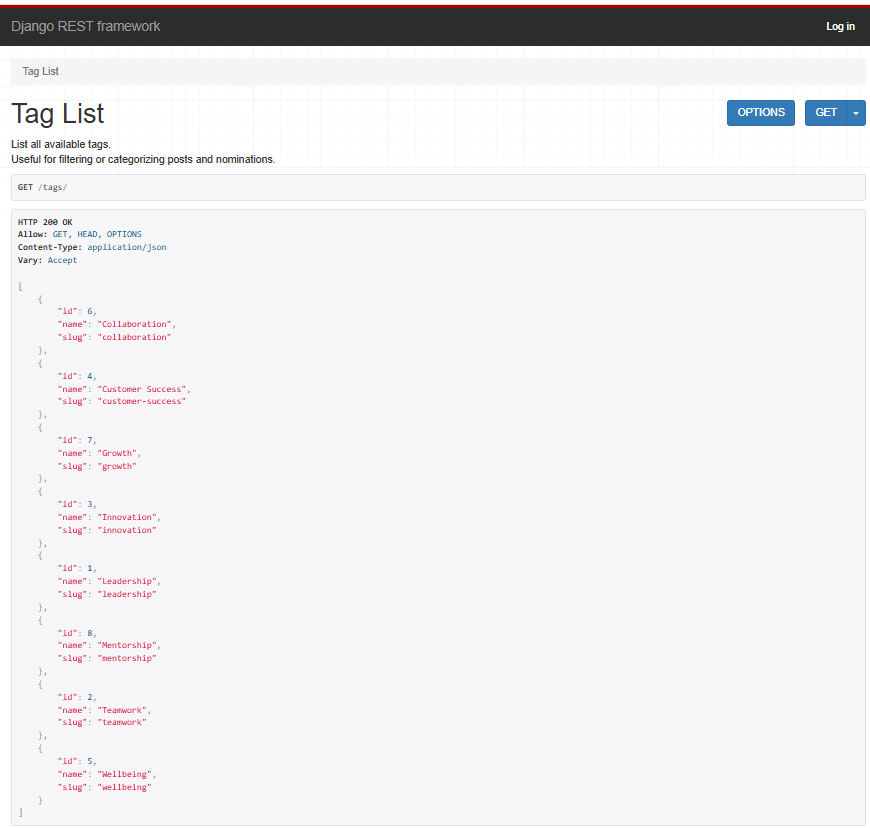 Django REST framework
Log in
Tag List
Tag List
OPTIONS
GET
List all available tags.
Useful for filtering or categorizing posts and nominations.
GET /tags/
HTTP 200 OK
Allow: GET, HEAD, OPTIONS
Content-Type: application/json
Vary: Accept
[
    {
        "id": 6,
        "name": "Collaboration",
        "slug": "collaboration"
    },
    {
        "id": 4,
        "name": "Customer Success",
        "slug": "customer-success"
    },
    {
        "id": 7,
        "name": "Growth",
        "slug": "growth"
    },
    {
        "id": 3,
        "name": "Innovation",
        "slug": "innovation"
    },
    {
        "id": 1,
        "name": "Leadership",
        "slug": "leadership"
    },
    {
        "id": 8,
        "name": "Mentorship",
        "slug": "mentorship"
    },
    {
        "id": 2,
        "name": "Teamwork",
        "slug": "teamwork"
    },
    {
        "id": 5,
        "name": "Wellbeing",
        "slug": "wellbeing"
    }
]